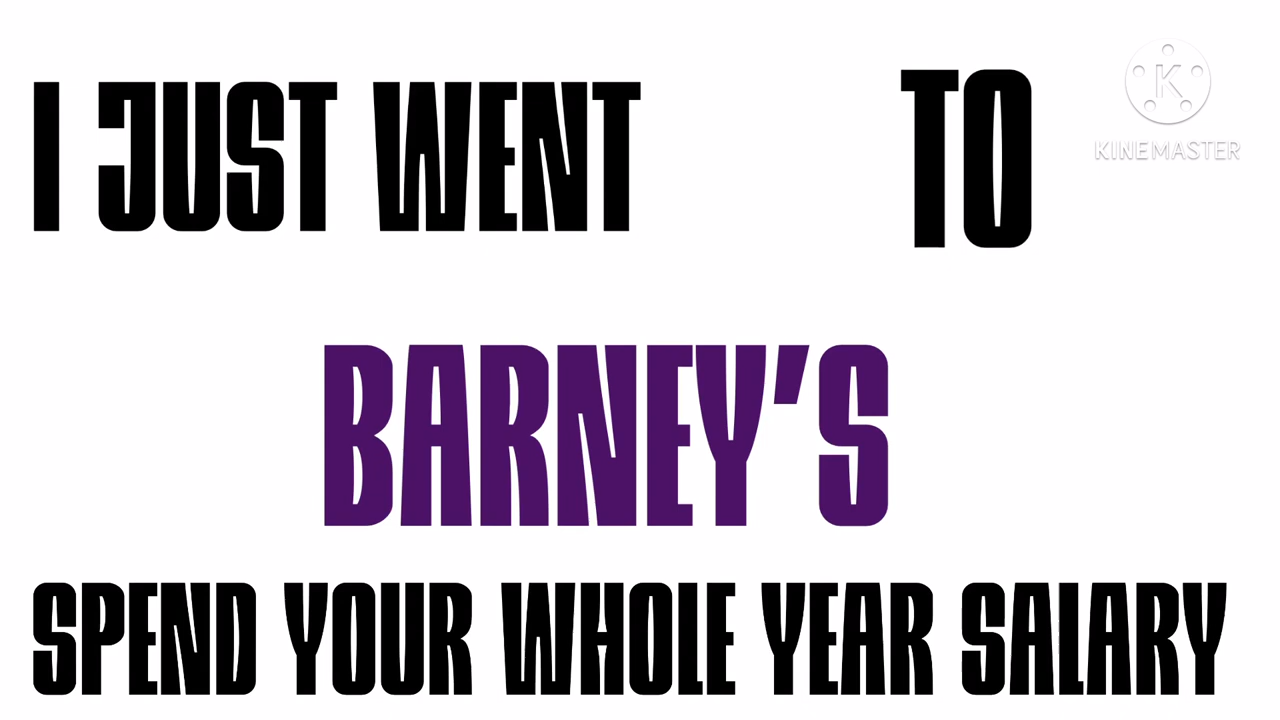 I JUST WENT TO
BARNEY'S
SPEND YOUR WHOLE YEAR SALARY
K
KINEMASTER